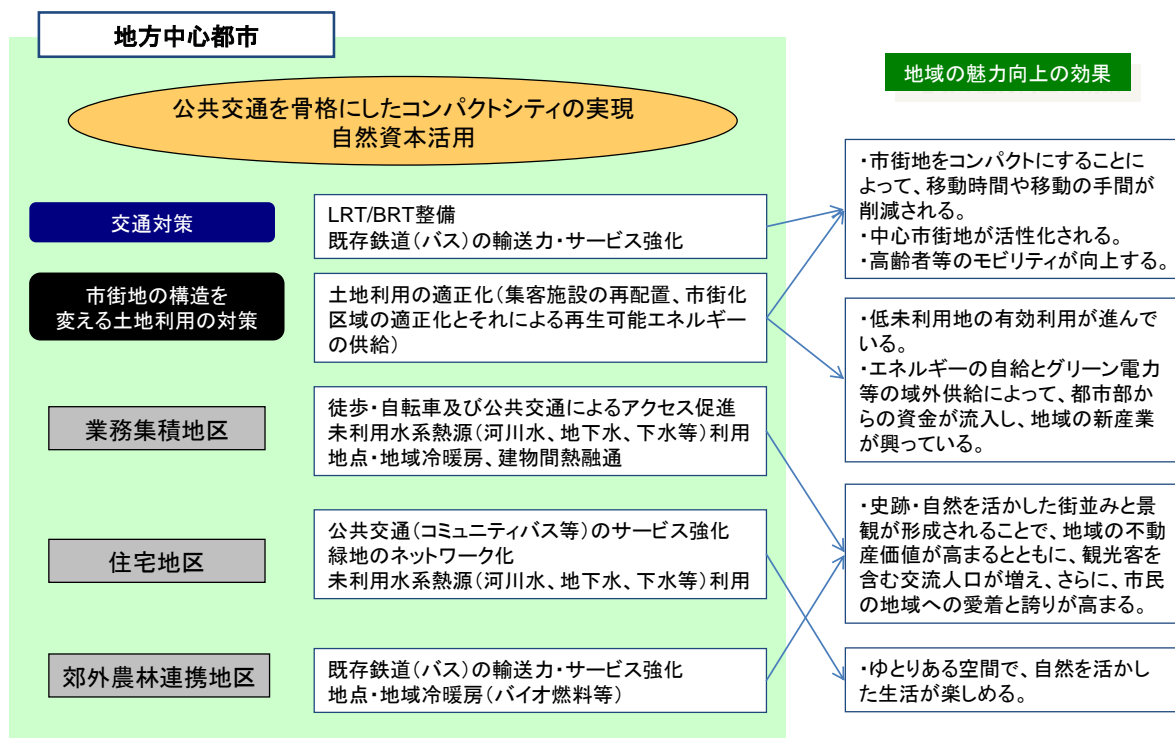 地方中心都市
公共交通を骨格にしたコンパクトシティの実現
自然資本活用
交通対策
LRT/BRT整備
既存鉄道(バス)の輸送力・サービス強化
市街地の構造を
変える土地利用の対策
土地利用の適正化(集客施設の再配置、市街化
区域の適正化とそれによる再生可能エネルギー
の供給)
業務集積地区
徒歩・自転車及び公共交通によるアクセス促進
未利用水系熱源(河川水、地下水、下水等)利用
地点・地域冷暖房、建物間熱融通
住宅地区
公共交通(コミュニティバス等)のサービス強化
緑地のネットワーク化
未利用水系熱源(河川水、地下水、下水等)利用
郊外農林連携地区
既存鉄道(バス)の輸送力・サービス強化
地点・地域冷暖房(バイオ燃料等)
地域の魅力向上の効果
・市街地をコンパクトにすることに
よって、移動時間や移動の手間が
削減される。
・中心市街地が活性化される。
・高齢者等のモビリティが向上する。
・低未利用地の有効利用が進んで
いる。
・エネルギーの自給とグリーン電力
等の域外供給によって、都市部か
らの資金が流入し、地域の新産業
が興っている。
・史跡・自然を活かした街並みと景
観が形成されることで、地域の不動
産価値が高まるとともに、観光客を
含む交流人口が増え、さらに、市民
の地域への愛着と誇りが高まる。
・ゆとりある空間で、自然を活かし
た生活が楽しめる。